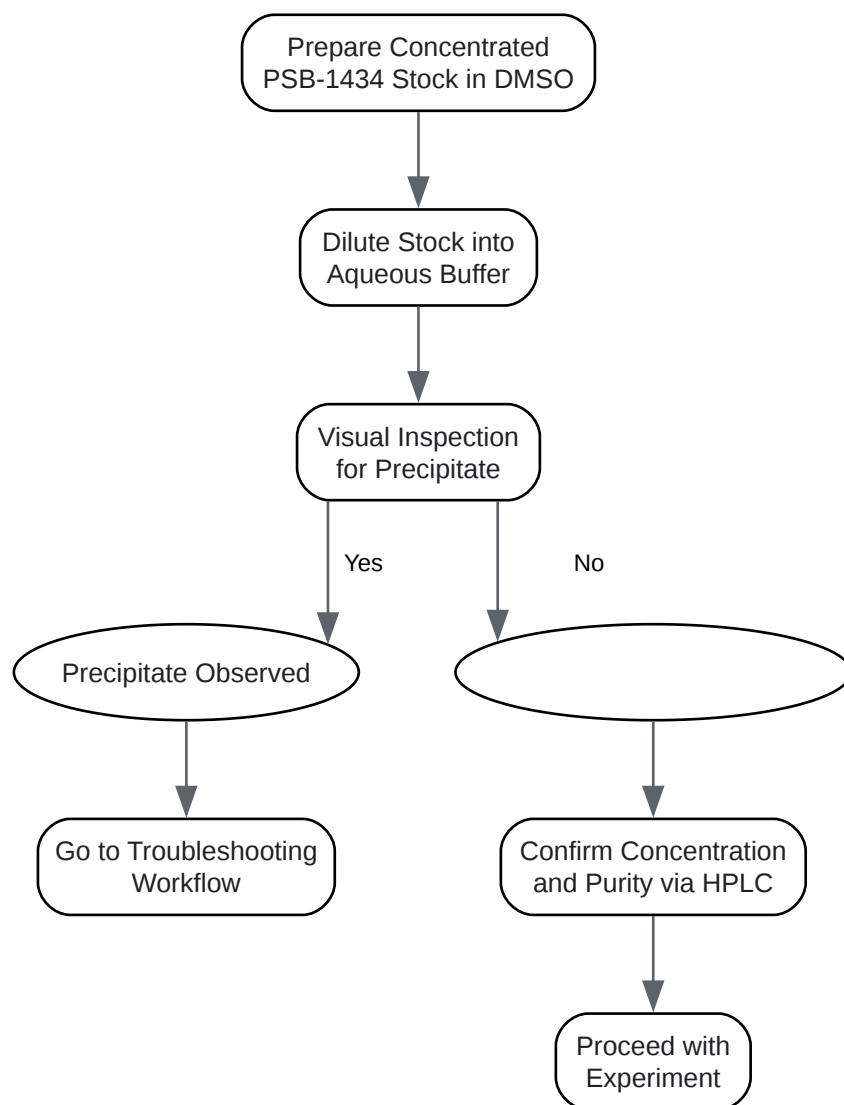 Prepare Concentrated
PSB-1434 Stock in DMSO
Dilute Stock into
Aqueous Buffer
Visual Inspection
for Precipitate
Yes
No
Precipitate Observed
Go to Troubleshooting
Workflow
Confirm Concentration
and Purity via HPLC
Proceed with
Experiment